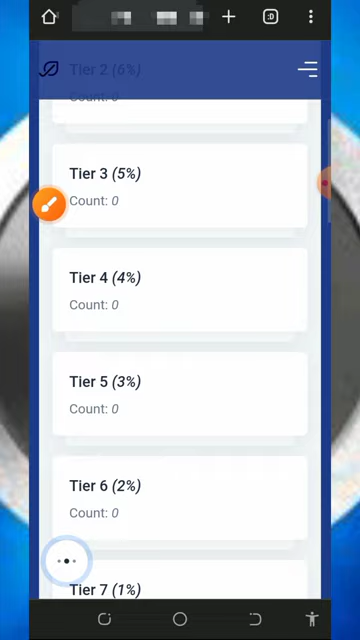 :D
Tier 2 (6%)
Count: 0
Tier 3 (5%)
Count: 0
Tier 4 (4%)
Count: 0
Tier 5 (3%)
Count: 0
Tier 6 (2%)
Count: 0
Tier 7 (1%)